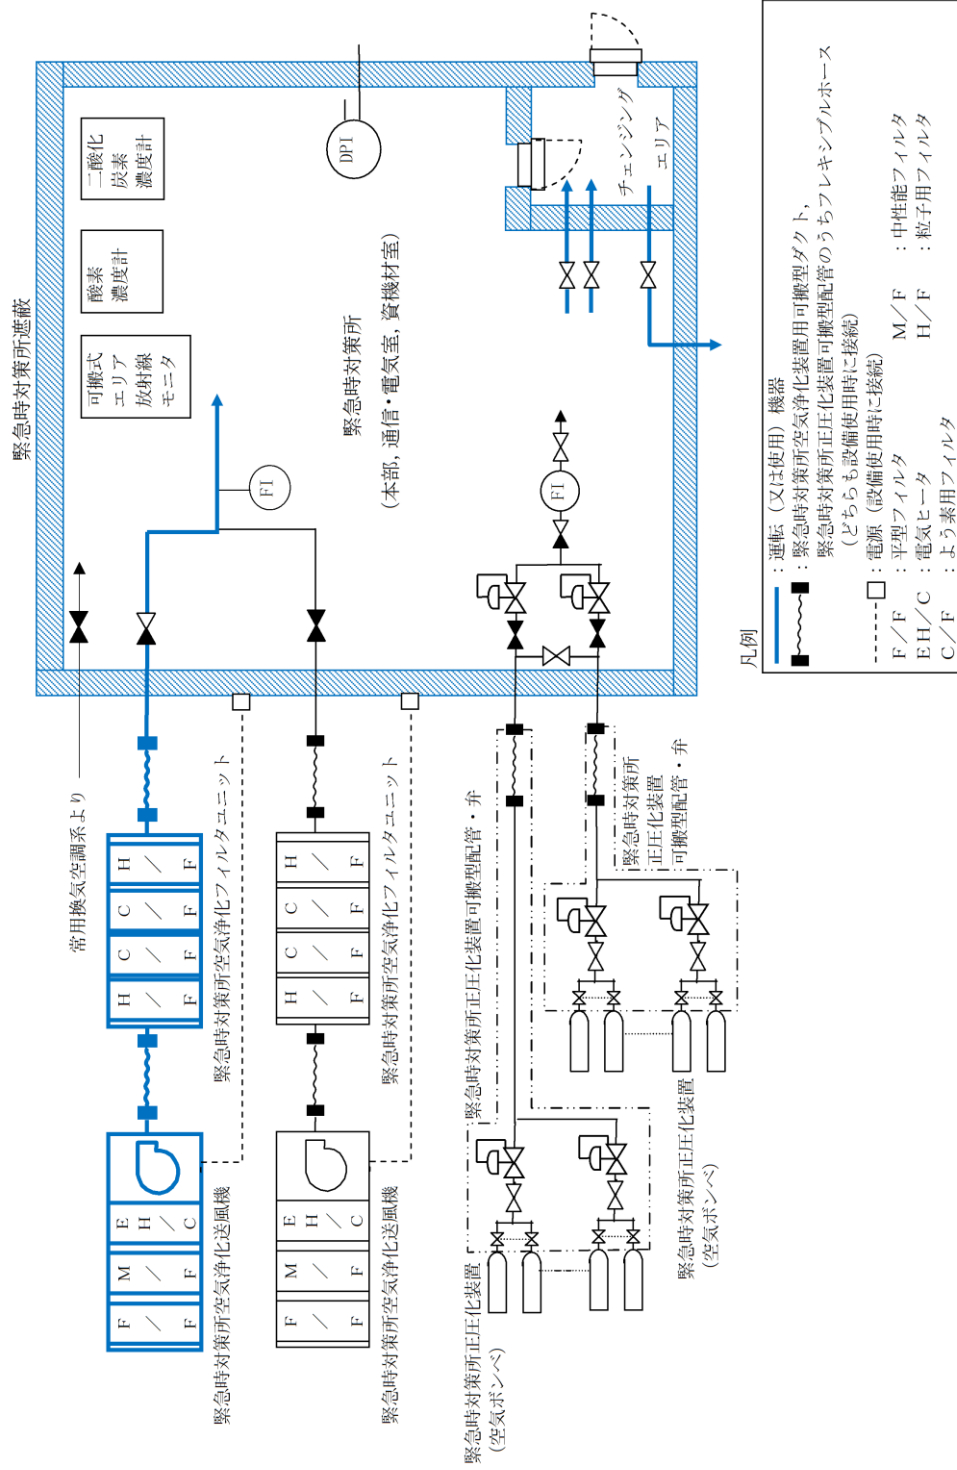 緊急時対策所遮蔽
二酸化
炭素
濃度計
酸素
濃度計
可搬式
エリア
放射線
モニタ
DPI
チェンジング
エリア
緊急時対策所
(本部，通信・電気室，資機材室)
FI
FI
常用換気空調系より
F/F
M/F
EH/C
H/F
C/F
C/F
H/F
緊急時対策所空気浄化送風機
緊急時対策所空気浄化フィルタユニット
F/F
M/F
EH/C
H/F
C/F
C/F
H/F
緊急時対策所空気浄化送風機
緊急時対策所空気浄化フィルタユニット
緊急時対策所正圧化装置可搬型配管・弁
緊急時対策所正圧化装置
(空気ボンベ)
緊急時対策所
正圧化装置
可搬型配管・弁
緊急時対策所正圧化装置
(空気ボンベ)
凡例
：運転（又は使用）機器
：緊急時対策所空気浄化装置用可搬型ダクト，
緊急時対策所正圧化装置可搬型配管のうちフレキシブルホース
（どちらも設備使用時に接続）
：電源（設備使用時に接続）
F/F ：平型フィルタ M/F ：中性能フィルタ
EH/C ：電気ヒータ H/F ：粒子用フィルタ
C/F ：よう素用フィルタ